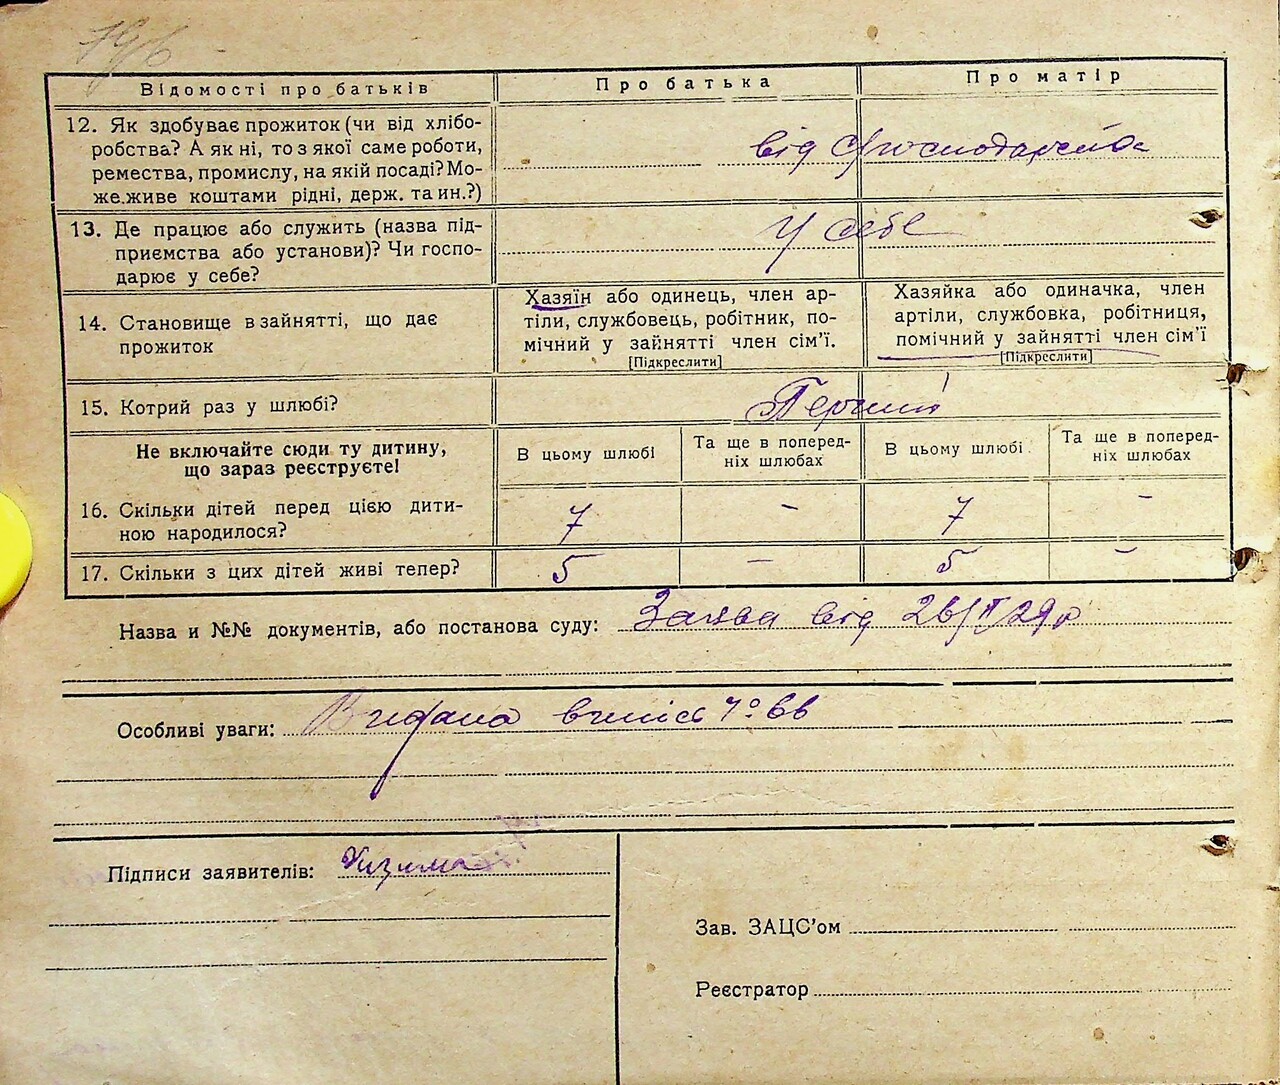 Відомості про батьків
Про батька
Про матір
12. Як здобуває прожиток (чи від хлібо-
робства? А як ні, то з якої саме роботи,
ремества, промислу, на якій посаді? Мо-
же.живе коштами рідні, держ. та ин.?)
від
13. Де працює або служить (назва під-
приємства або установи)? Чи госпо-
дарює у себе?
у себе
14. Становище в зайнятті, що дає
прожиток
Хазяїн або одинець, член ар-
тіли, службовець, робітник, по-
мічний у зайнятті член сім'ї.
[Підкреслити]
Хазяйка або одиначка, член
артіли, службовка, робітниця,
помічний у зайнятті член сім'ї
[Підкреслити]
15. Котрий раз у шлюбі?
Перший
Не включайте сюди ту дитину,
що зараз реєструєте!
В цьому шлюбі
Та ще в поперед-
ніх шлюбах
В цьому шлюбі
Та ще в поперед-
ніх шлюбах
16. Скільки дітей перед цією дити-
ною народилося?
7 - 7 -
17. Скільки з цих дітей живі тепер?
5 - 5 -
Назва и №№ документів, або постанова суду: Заява від
Особливі уваги: Видана
Підписи заявителів:
Зав. ЗАЦС'ом
Реєстратор